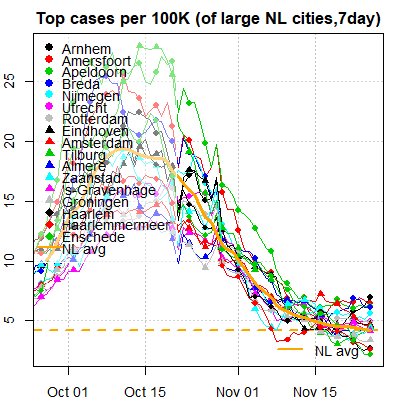 Top cases per 100K (of large NL cities,7day)
Arnhem
Amersfoort
Apeldoorn
Breda
Nijmegen
Utrecht
Rotterdam
Eindhoven
Amsterdam
Tilburg
Almere
Zaanstad
's-Gravenhage
Groningen
Haarlem
Haarlemmermeer
Enschede
NL avg
25
20
15
10
5
NL avg
Oct 01 Oct 15 Nov 01 Nov 15